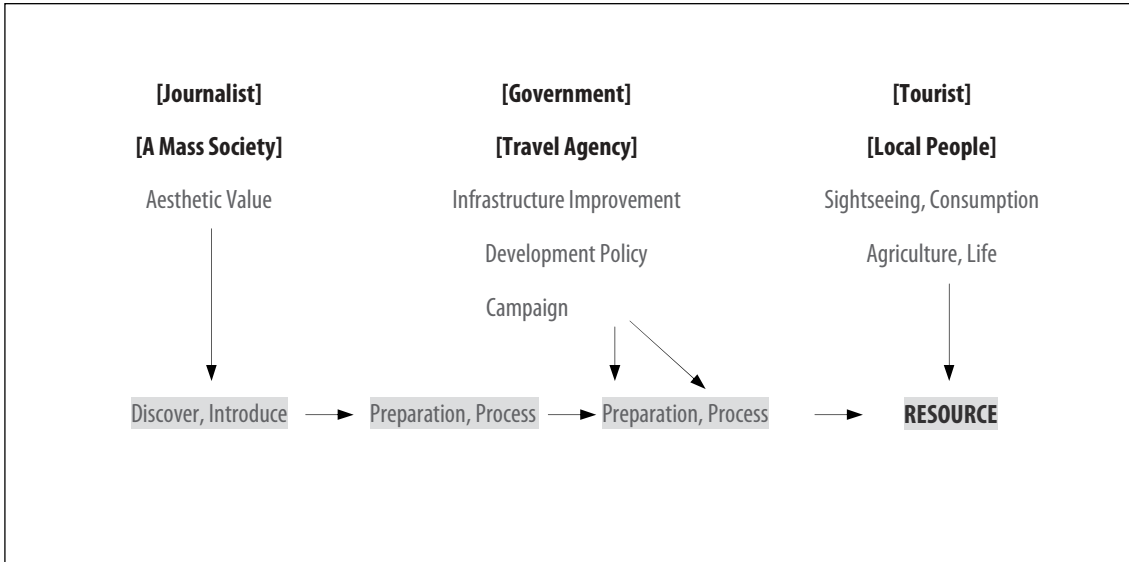 [Journalist]
[A Mass Society]
Aesthetic Value
[Government]
[Travel Agency]
Infrastructure Improvement
Development Policy
Campaign
[Tourist]
[Local People]
Sightseeing, Consumption
Agriculture, Life
Discover, Introduce
Preparation, Process
Preparation, Process
RESOURCE